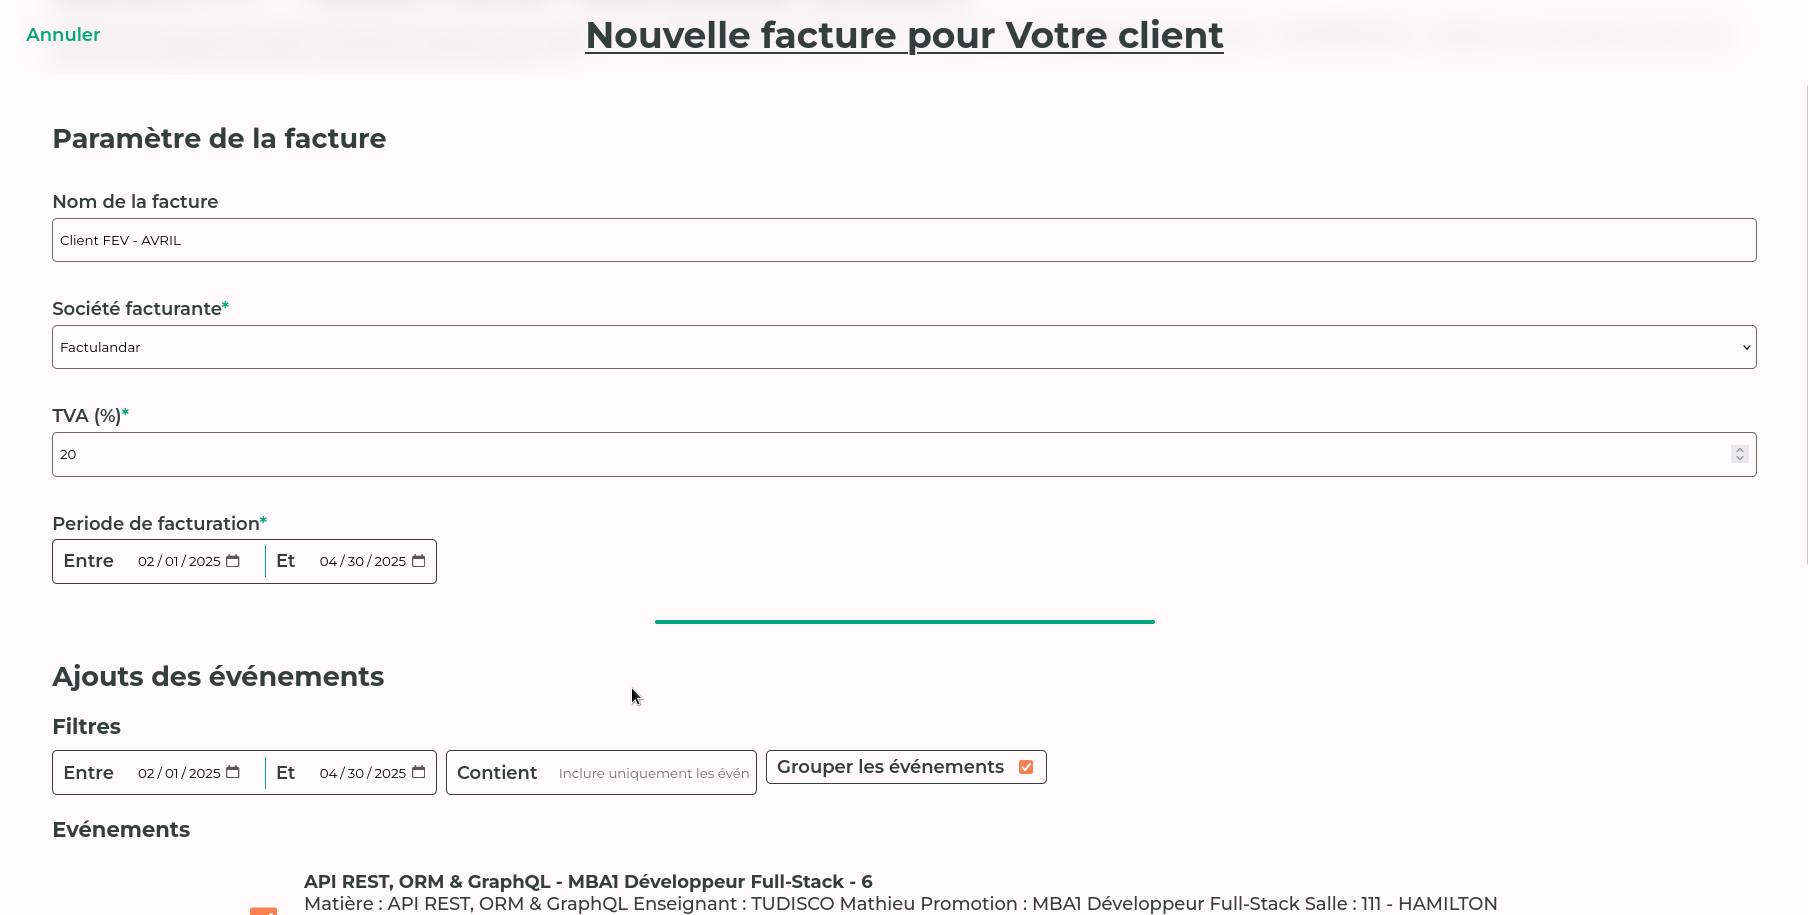 Annuler
Nouvelle facture pour Votre client
Paramètre de la facture
Nom de la facture
Client FEV - AVRIL
Société facturante*
Factulandar
TVA (%)*
20
Periode de facturation*
Entre 02 / 01 / 2025 Et 04 / 30 / 2025
Ajouts des événements
Filtres
Entre 02 / 01 / 2025 Et 04 / 30 / 2025 Contient Inclure uniquement les évén Grouper les événements
Evénements
API REST, ORM & GraphQL - MBA1 Développeur Full-Stack - 6
Matière : API REST, ORM & GraphQL Enseignant : TUDISCO Mathieu Promotion : MBA1 Développeur Full-Stack Salle : 111 - HAMILTON